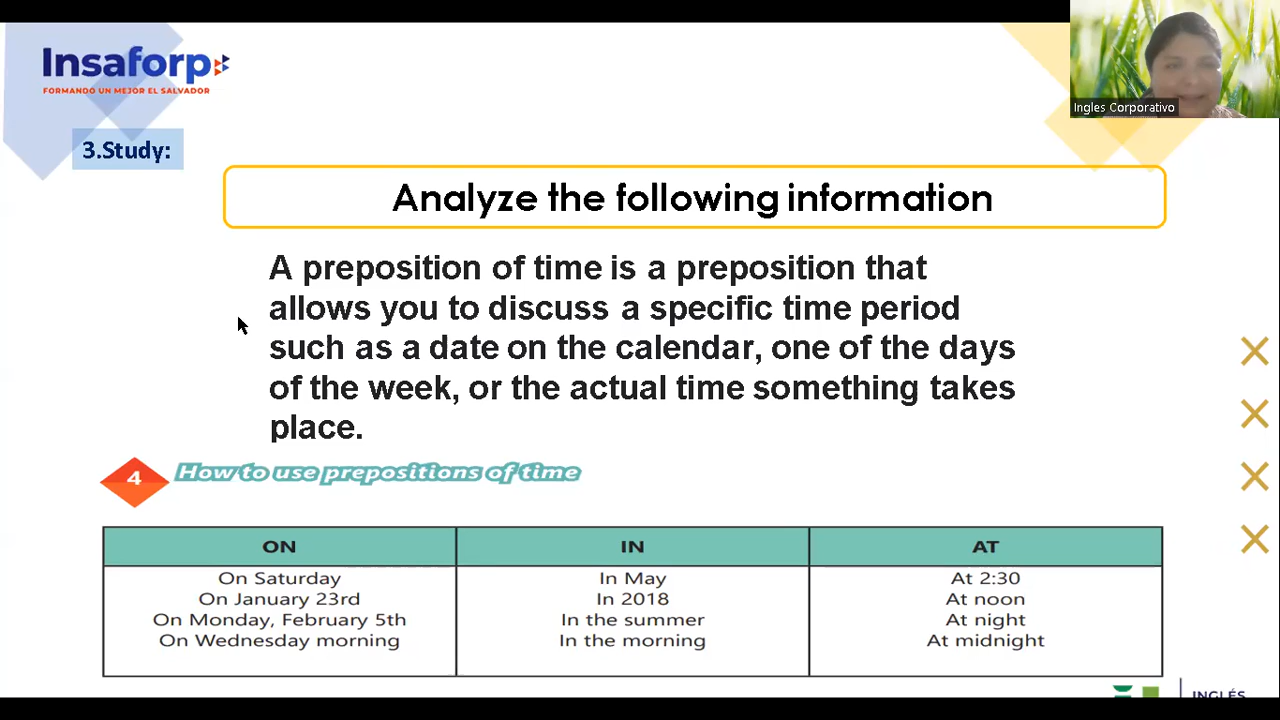 Insaforp
FORMANDO UN MEJOR EL SALVADOR
Ingles Corporativo
3.Study:
Analyze the following information
A preposition of time is a preposition that
allows you to discuss a specific time period
such as a date on the calendar, one of the days
of the week, or the actual time something takes
place.
4 How to use prepositions of time
ON IN AT
On Saturday In May At 2:30
On January 23rd In 2018 At noon
On Monday, February 5th In the summer At night
On Wednesday morning In the morning At midnight
INGLÉS